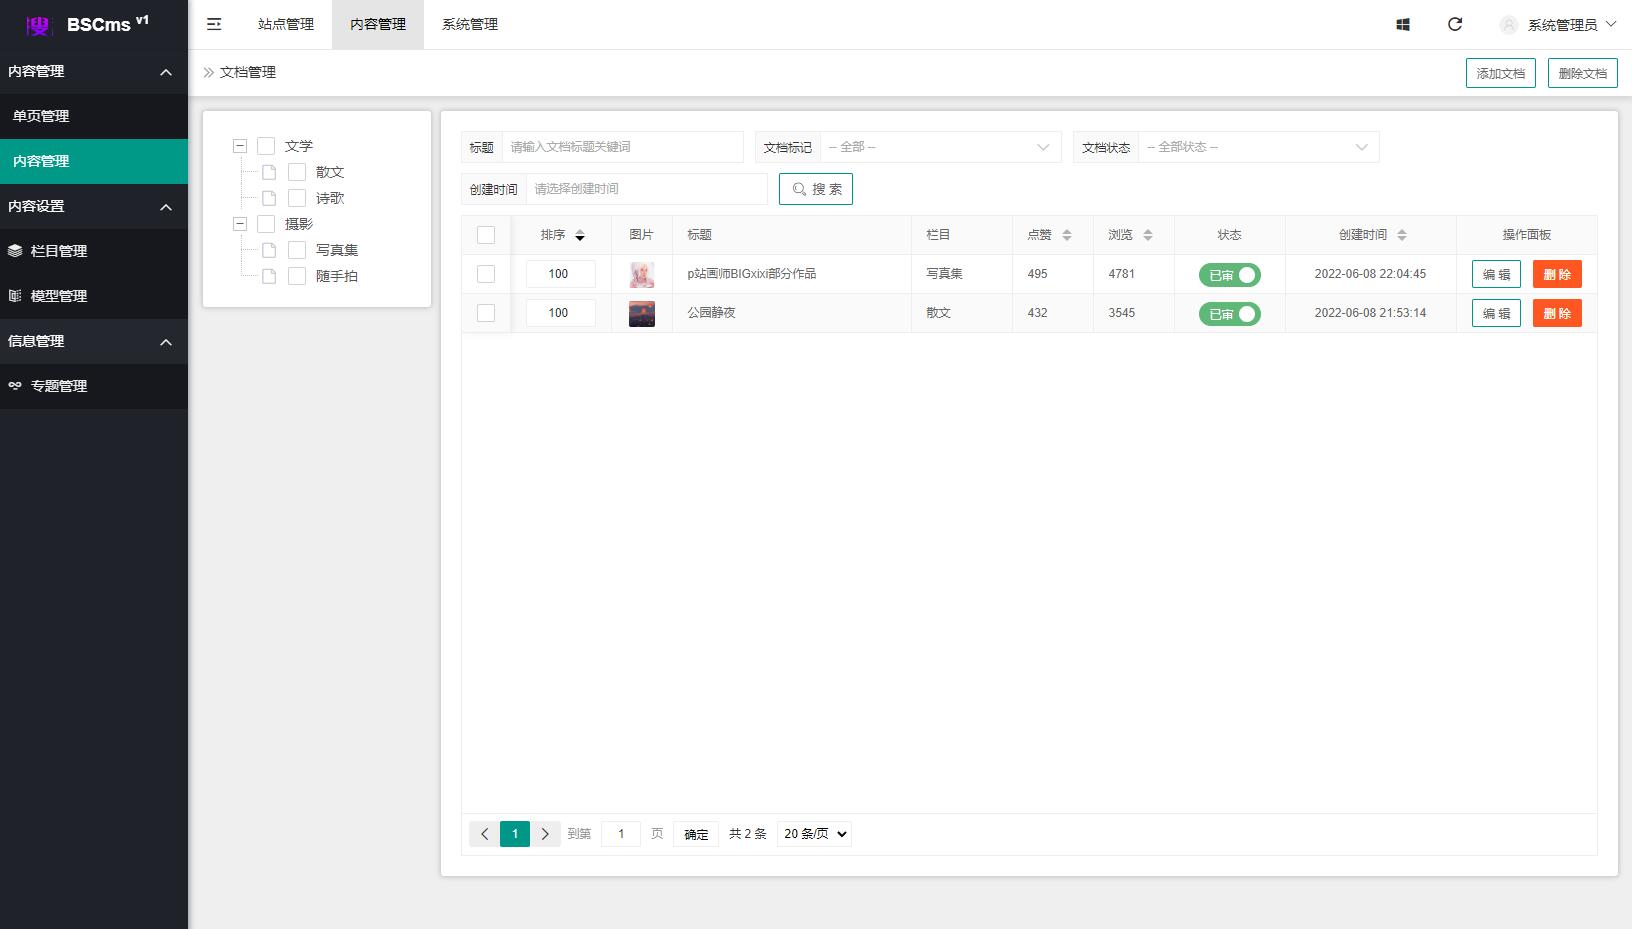 搜 BSCms v1
站点管理 内容管理 系统管理 系统管理员
内容管理
单页管理
内容管理
内容设置
栏目管理
模型管理
信息管理
专题管理
文档管理 添加文档 删除文档
文学
散文
诗歌
摄影
写真集
随手拍
标题 请输入文档标题关键词 文档标记 -- 全部 -- 文档状态 -- 全部状态 --
创建时间 请选择创建时间 搜 索
排序 图片 标题 栏目 点赞 浏览 状态 创建时间 操作面板
100 p站画师BIGxixi部分作品 写真集 495 4781 已审 2022-06-08 22:04:45 编 辑 删 除
100 公园静夜 散文 432 3545 已审 2022-06-08 21:53:14 编 辑 删 除
1 到第 1 页 确定 共 2 条 20 条/页